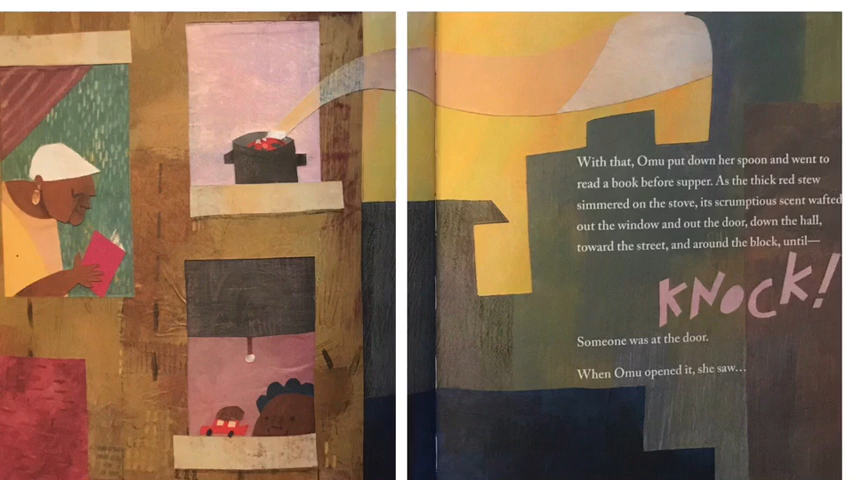 With that, Omu put down her spoon and went to
read a book before supper. As the thick red stew
simmered on the stove, its scrumptious scent wafted
out the window and out the door, down the hall,
toward the street, and around the block, until—
KNOCK!
Someone was at the door.
When Omu opened it, she saw...